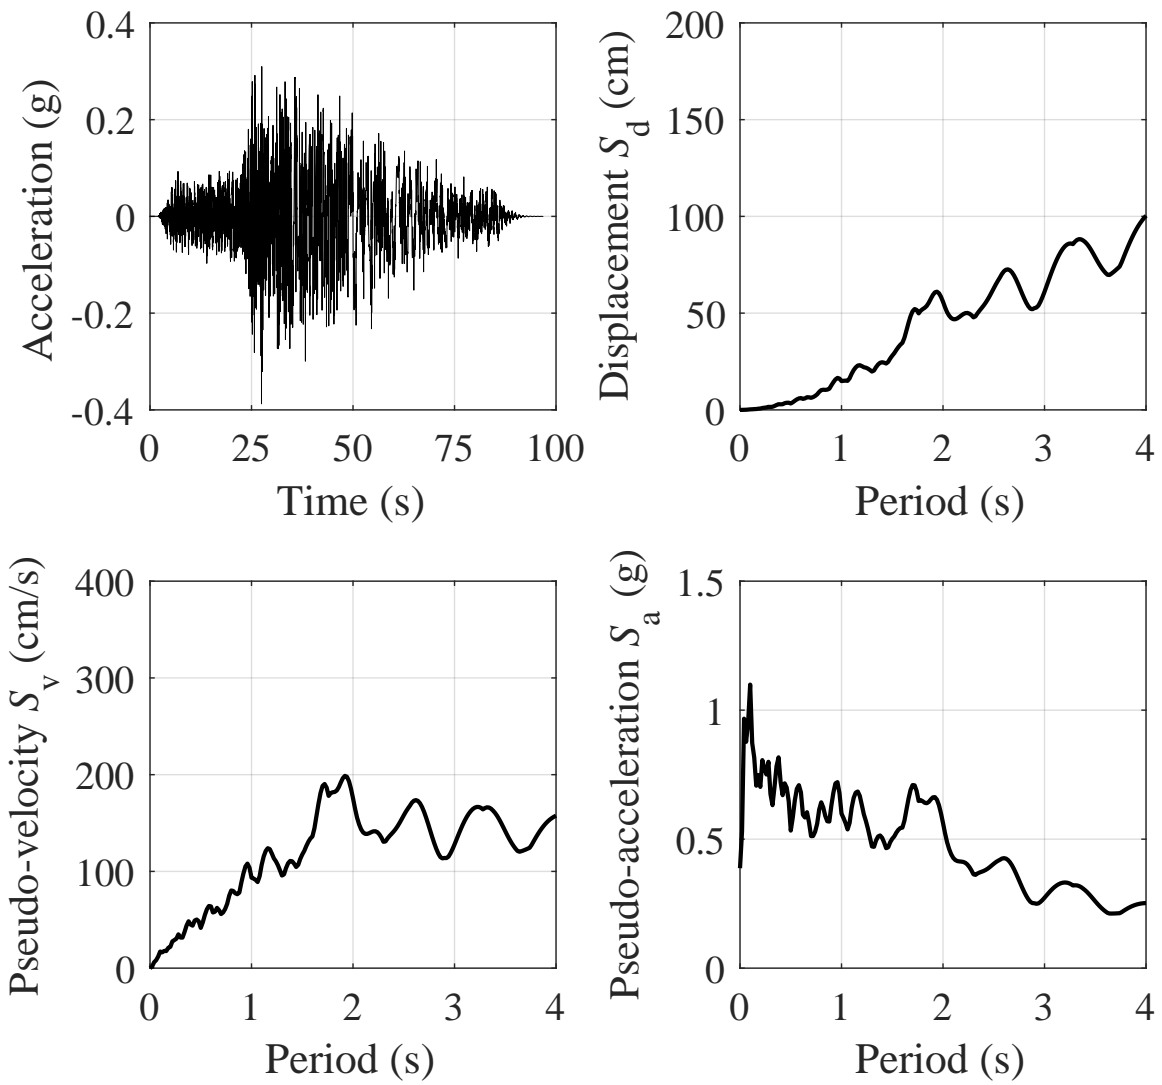 Acceleration (g)
0.4
0.2
0
-0.2
-0.4
0 25 50 75 100
Time (s)
Displacement S_d (cm)
200
150
100
50
0
0 1 2 3 4
Period (s)
Pseudo-velocity S_v (cm/s)
400
300
200
100
0
0 1 2 3 4
Period (s)
Pseudo-acceleration S_a (g)
1.5
1
0.5
0
0 1 2 3 4
Period (s)